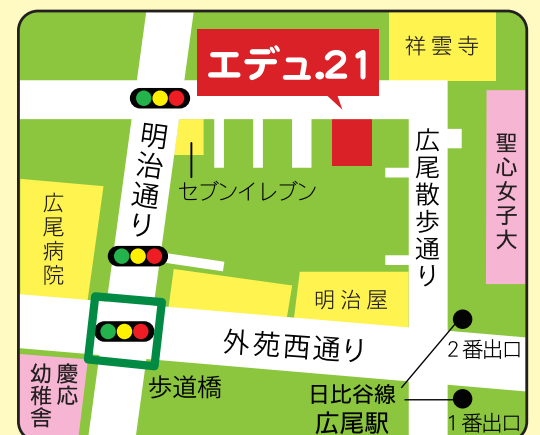 エデュ.21
祥雲寺
明治通り
セブンイレブン
広尾散歩通り
聖心女子大
広尾病院
明治屋
外苑西通り
2番出口
慶応
幼稚舎
歩道橋
日比谷線
広尾駅
1番出口